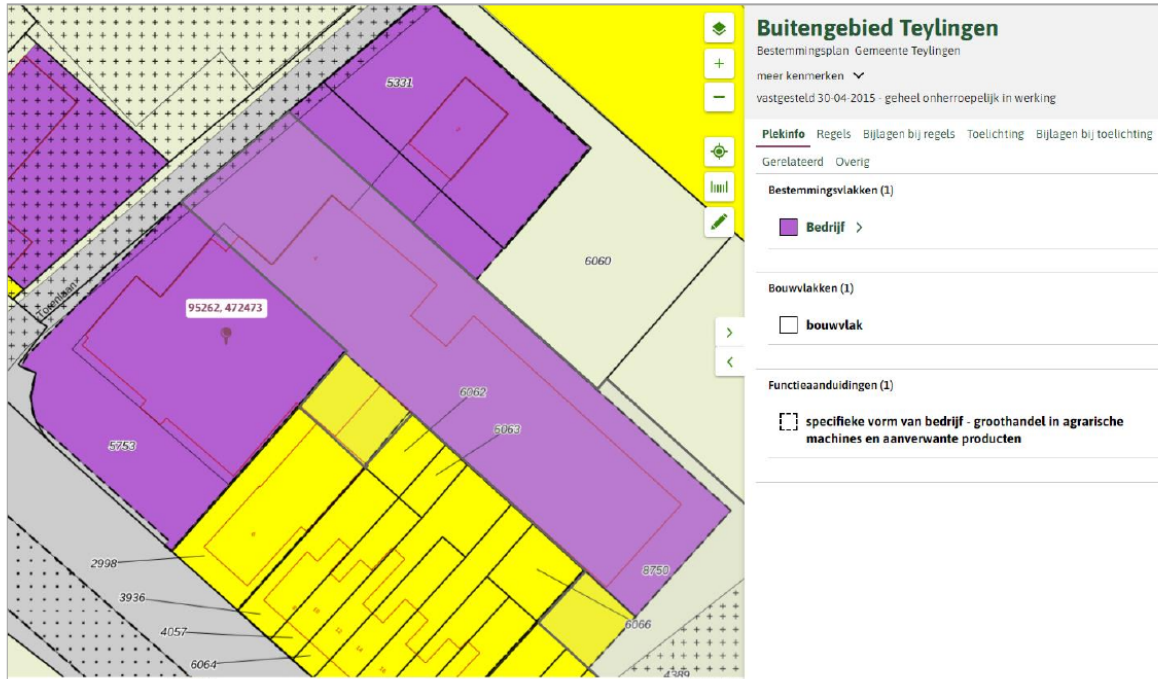 Buitengebied Teylingen
Bestemmingsplan Gemeente Teylingen
meer kenmerken
vastgesteld 30-04-2015 - geheel onherroepelijk in werking
Plekinfo Regels Bijlagen bij regels Toelichting Bijlagen bij toelichting
Gerelateerd Overig
Bestemmingsvlakken (1)
Bedrijf >
Bouwvlakken (1)
bouwvlak
Functieaanduidingen (1)
specifieke vorm van bedrijf - groothandel in agrarische
machines en aanverwante producten
5331
6060
95262, 472473
6062
6063
5753
2998
3936
4057
6064
8750
6066
4389